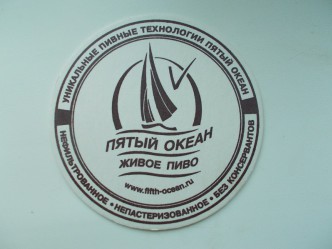 УНИКАЛЬНЫЕ ПИВНЫЕ ТЕХНОЛОГИИ ПЯТЫЙ ОКЕАН
ПЯТЫЙ ОКЕАН
ЖИВОЕ ПИВО
www.fifth-ocean.ru
НЕФИЛЬТРОВАННОЕ • НЕПАСТЕРИЗОВАННОЕ • БЕЗ КОНСЕРВАНТОВ